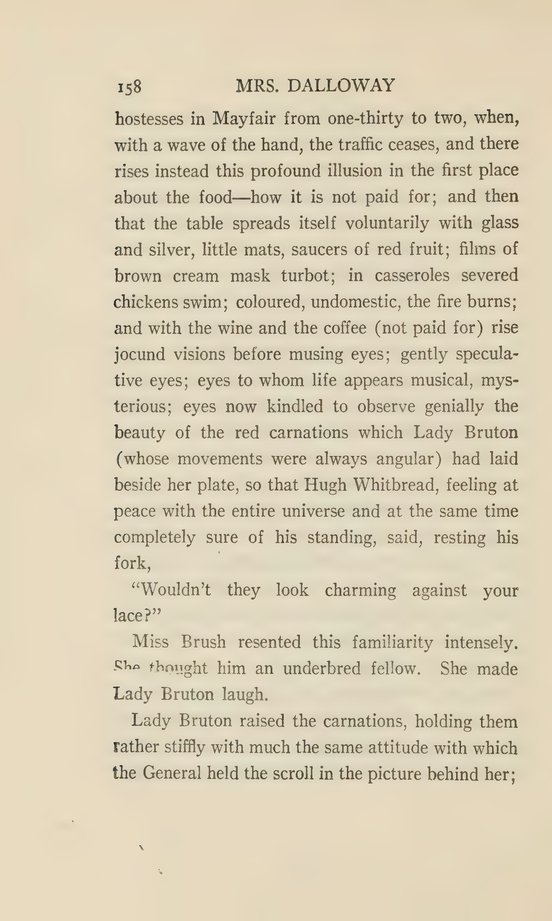 158 MRS. DALLOWAY
hostesses in Mayfair from one-thirty to two, when,
with a wave of the hand, the traffic ceases, and there
rises instead this profound illusion in the first place
about the food—how it is not paid for; and then
that the table spreads itself voluntarily with glass
and silver, little mats, saucers of red fruit; films of
brown cream mask turbot; in casseroles severed
chickens swim; coloured, undomestic, the fire burns;
and with the wine and the coffee (not paid for) rise
jocund visions before musing eyes; gently specula-
tive eyes; eyes to whom life appears musical, mys-
terious; eyes now kindled to observe genially the
beauty of the red carnations which Lady Bruton
(whose movements were always angular) had laid
beside her plate, so that Hugh Whitbread, feeling at
peace with the entire universe and at the same time
completely sure of his standing, said, resting his
fork,
“Wouldn’t they look charming against your
lace?”
Miss Brush resented this familiarity intensely.
She thought him an underbred fellow. She made
Lady Bruton laugh.
Lady Bruton raised the carnations, holding them
rather stiffly with much the same attitude with which
the General held the scroll in the picture behind her;